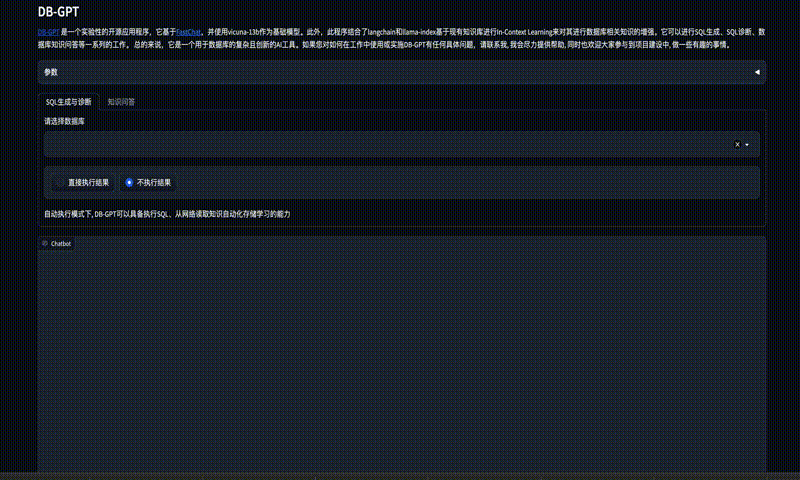 DB-GPT
DB-GPT 是一个实验性的开源应用程序，它基于FastChat，并使用vicuna-13b作为基础模型。此外，此程序结合了langchain和llama-index基于现有知识库进行In-Context Learning来对其进行数据库相关知识的增强。它可以进行SQL生成、SQL诊断、数
据库知识问答等一系列的工作。 总的来说，它是一个用于数据库的复杂且创新的AI工具。如果您对如何在工作中使用或实施DB-GPT有任何具体问题，请联系我, 我会尽力提供帮助, 同时也欢迎大家参与到项目建设中, 做一些有趣的事情。
参数
SQL生成与诊断 知识问答
请选择数据库
直接执行结果 不执行结果
自动执行模式下, DB-GPT可以具备执行SQL、从网络读取知识自动化存储学习的能力
Chatbot